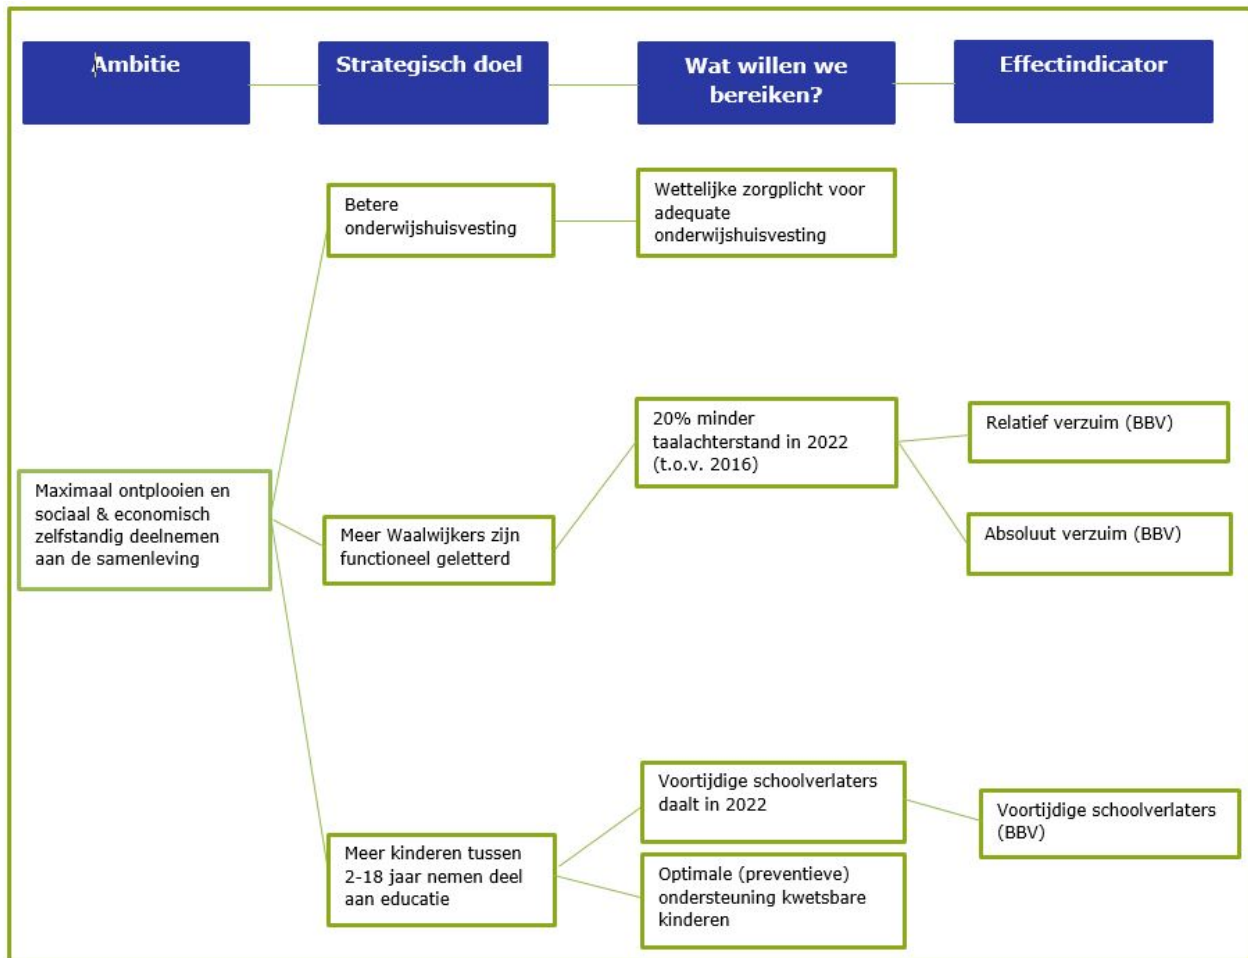 Ambitie
Strategisch doel
Wat willen we
bereiken?
Effectindicator
Betere
onderwijshuisvesting
Wettelijke zorgplicht voor
adequate
onderwijshuisvesting
20% minder
taalachterstand in 2022
(t.o.v. 2016)
Relatief verzuim (BBV)
Maximaal ontplooien en
sociaal & economisch
zelfstandig deelnemen
aan de samenleving
Meer Waalwijkers zijn
functioneel geletterd
Absoluut verzuim (BBV)
Voortijdige schoolverlaters
daalt in 2022
Voortijdige schoolverlaters
(BBV)
Meer kinderen tussen
2-18 jaar nemen deel
aan educatie
Optimale (preventieve)
ondersteuning kwetsbare
kinderen